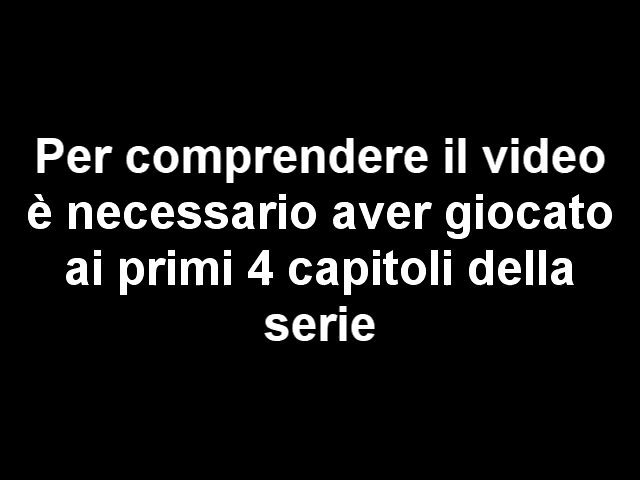 Per comprendere il video
è necessario aver giocato
ai primi 4 capitoli della
serie